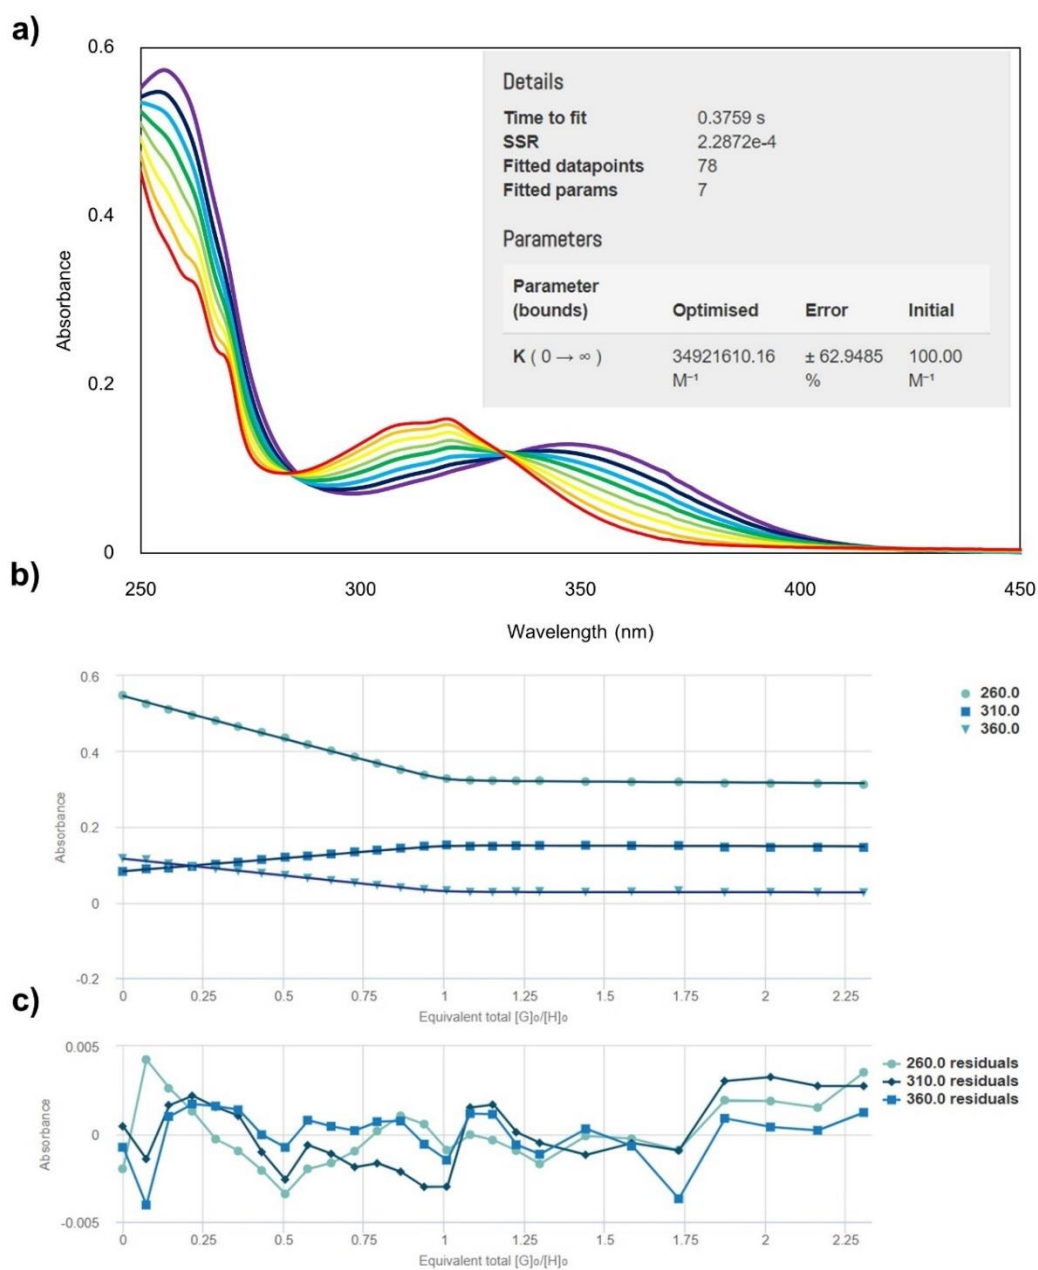 a)
0.6
0.4
0.2
0
Absorbance
Details
Time to fit 0.3759 s
SSR 2.2872e-4
Fitted datapoints 78
Fitted params 7
Parameters
Parameter (bounds) Optimised Error Initial
K ( 0 → ∞ ) 34921610.16 M⁻¹ ± 62.9485 % 100.00 M⁻¹
250 300 350 400 450
Wavelength (nm)
b)
0.6
0.4
0.2
0
-0.2
Absorbance
260.0
310.0
360.0
0 0.25 0.5 0.75 1 1.25 1.5 1.75 2 2.25
Equivalent total [G]₀/[H]₀
c)
0.005
0
-0.005
Absorbance
260.0 residuals
310.0 residuals
360.0 residuals
0 0.25 0.5 0.75 1 1.25 1.5 1.75 2 2.25
Equivalent total [G]₀/[H]₀